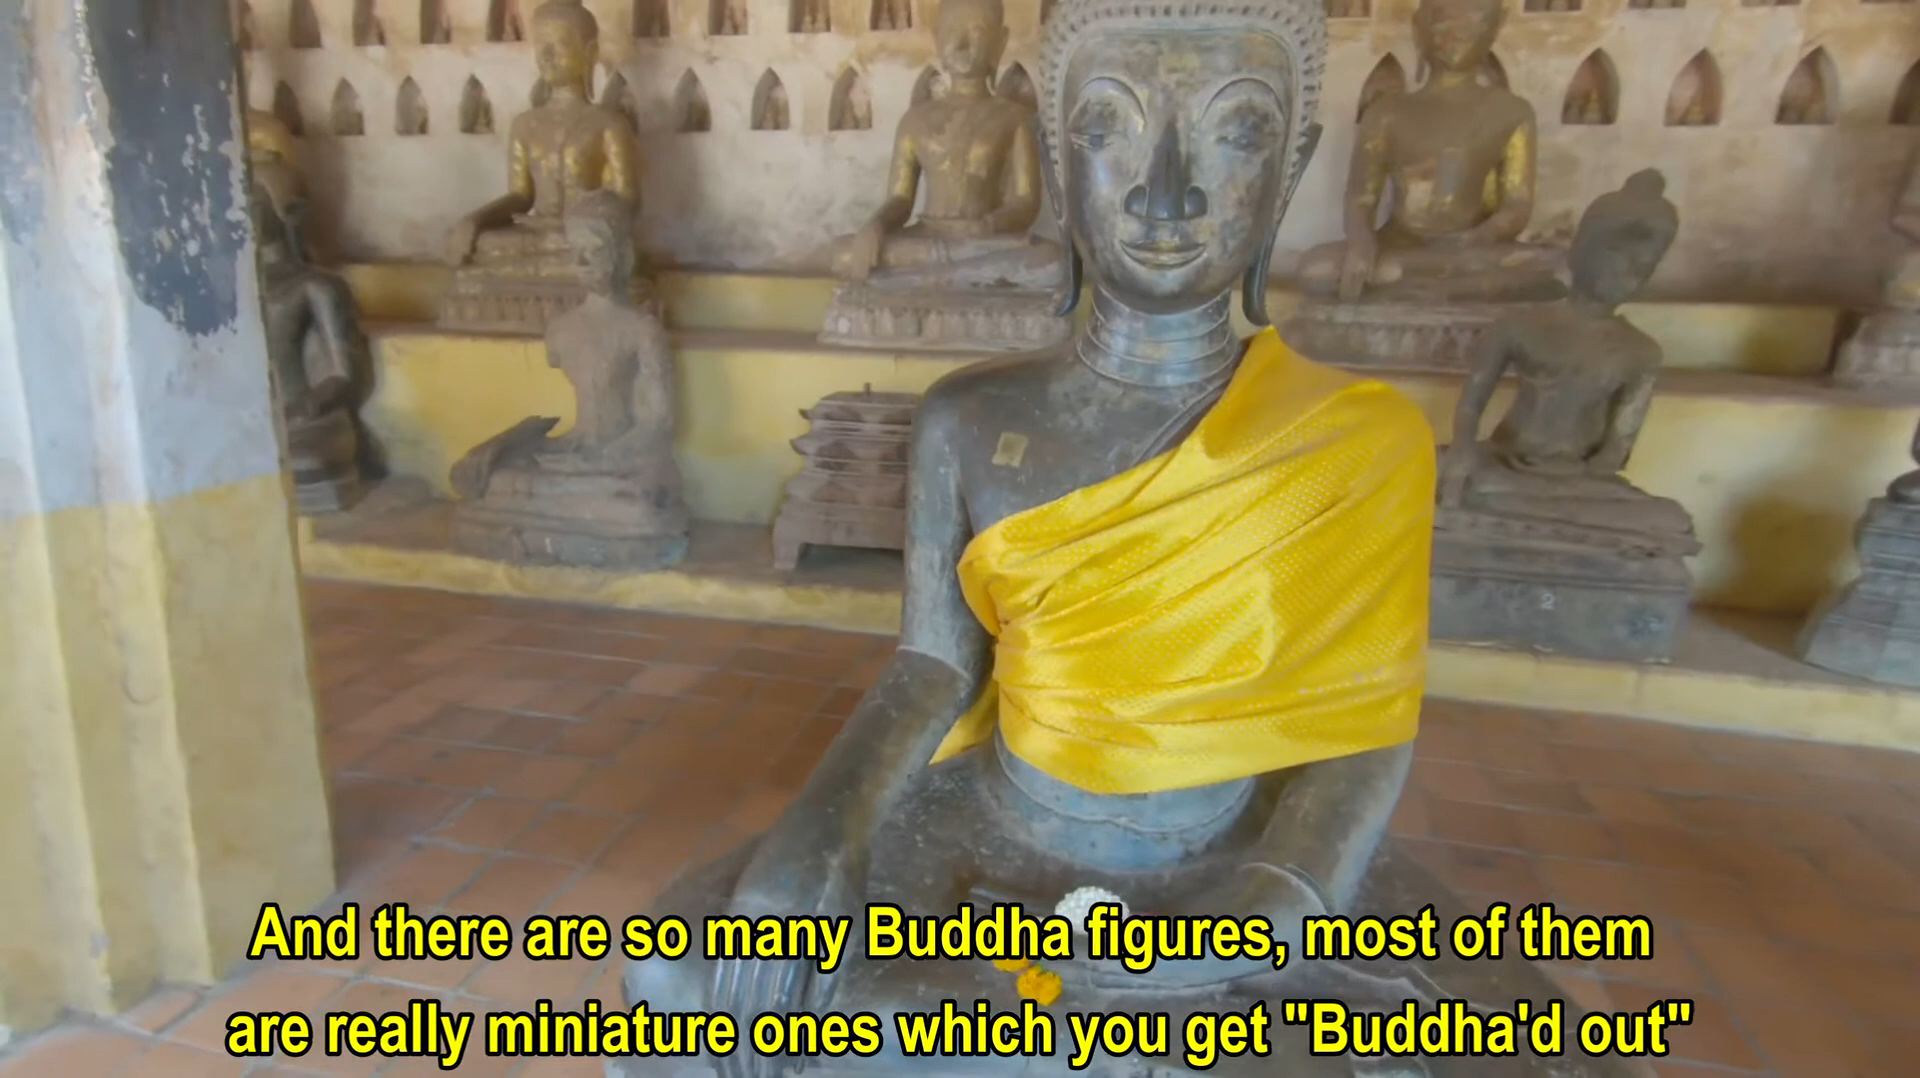 2
And there are so many Buddha figures, most of them
are really miniature ones which you get "Buddha'd out"